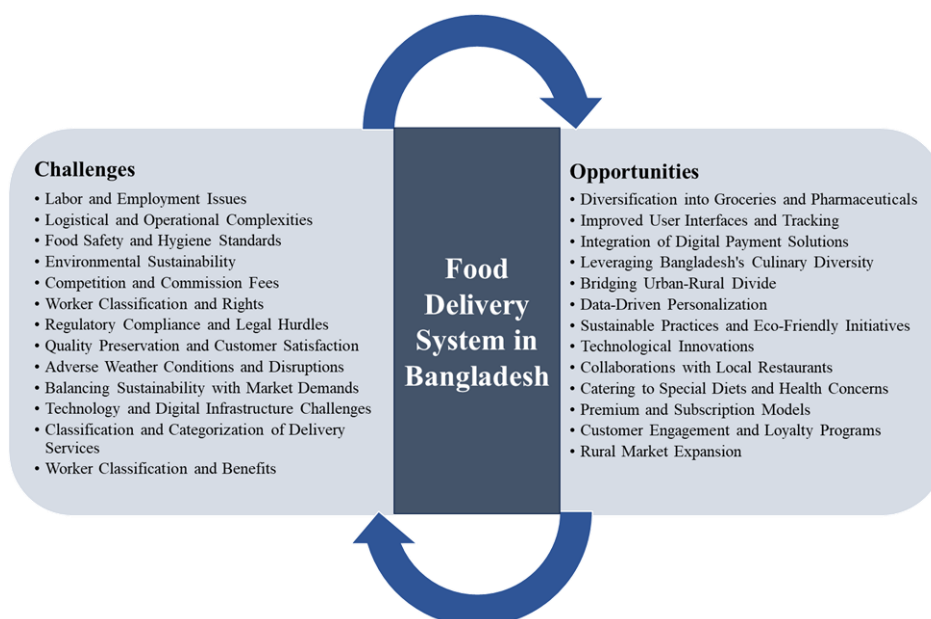 Challenges
• Labor and Employment Issues
• Logistical and Operational Complexities
• Food Safety and Hygiene Standards
• Environmental Sustainability
• Competition and Commission Fees
• Worker Classification and Rights
• Regulatory Compliance and Legal Hurdles
• Quality Preservation and Customer Satisfaction
• Adverse Weather Conditions and Disruptions
• Balancing Sustainability with Market Demands
• Technology and Digital Infrastructure Challenges
• Classification and Categorization of Delivery
Services
• Worker Classification and Benefits
Food
Delivery
System in
Bangladesh
Opportunities
• Diversification into Groceries and Pharmaceuticals
• Improved User Interfaces and Tracking
• Integration of Digital Payment Solutions
• Leveraging Bangladesh's Culinary Diversity
• Bridging Urban-Rural Divide
• Data-Driven Personalization
• Sustainable Practices and Eco-Friendly Initiatives
• Technological Innovations
• Collaborations with Local Restaurants
• Catering to Special Diets and Health Concerns
• Premium and Subscription Models
• Customer Engagement and Loyalty Programs
• Rural Market Expansion